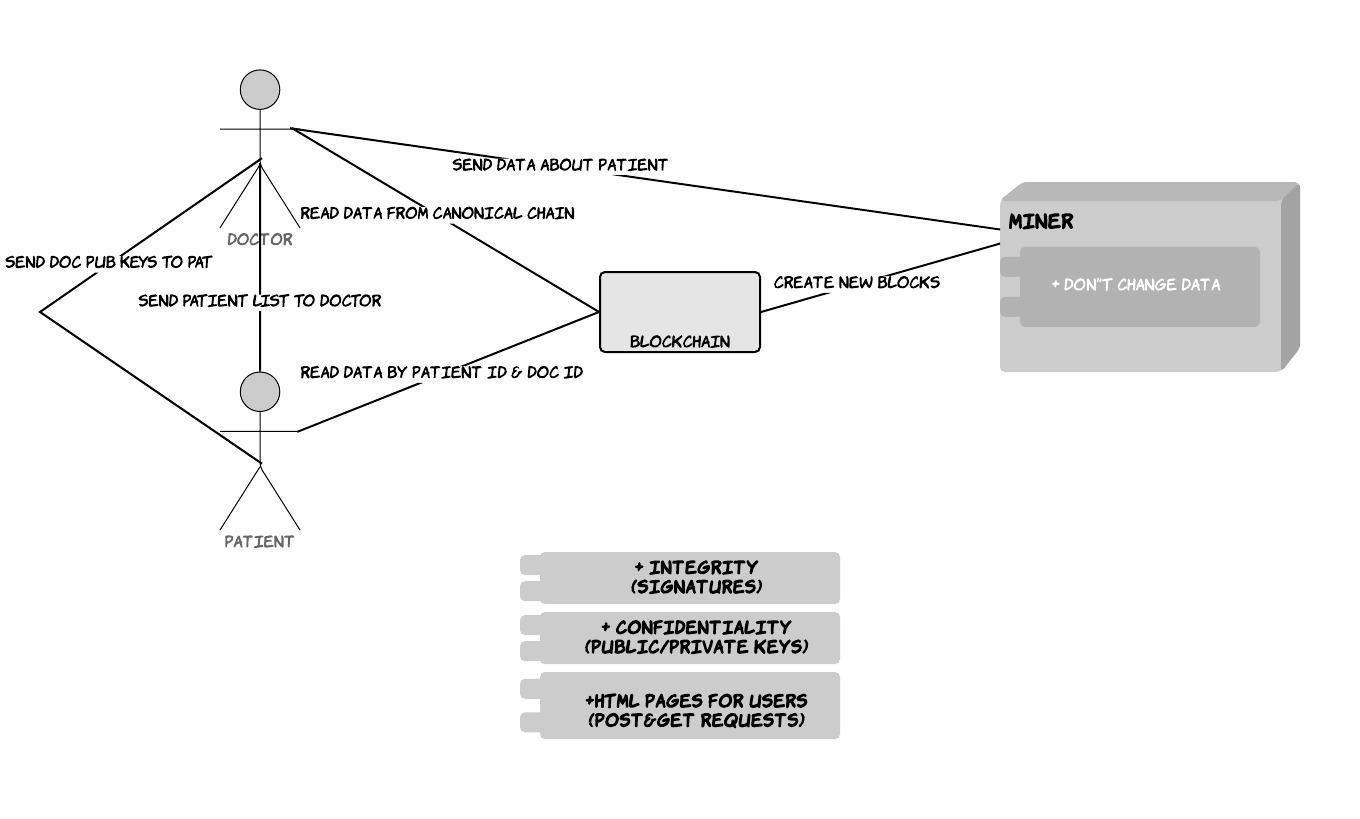 SEND DATA ABOUT PATIENT
READ DATA FROM CANONICAL CHAIN
MINER
DOCTOR
SEND DOC PUB KEYS TO PAT
+ DON"T CHANGE DATA
CREATE NEW BLOCKS
SEND PATIENT LIST TO DOCTOR
BLOCKCHAIN
READ DATA BY PATIENT ID & DOC ID
PATIENT
+ INTEGRITY
(SIGNATURES)
+ CONFIDENTIALITY
(PUBLIC/PRIVATE KEYS)
+HTML PAGES FOR USERS
(POST&GET REQUESTS)